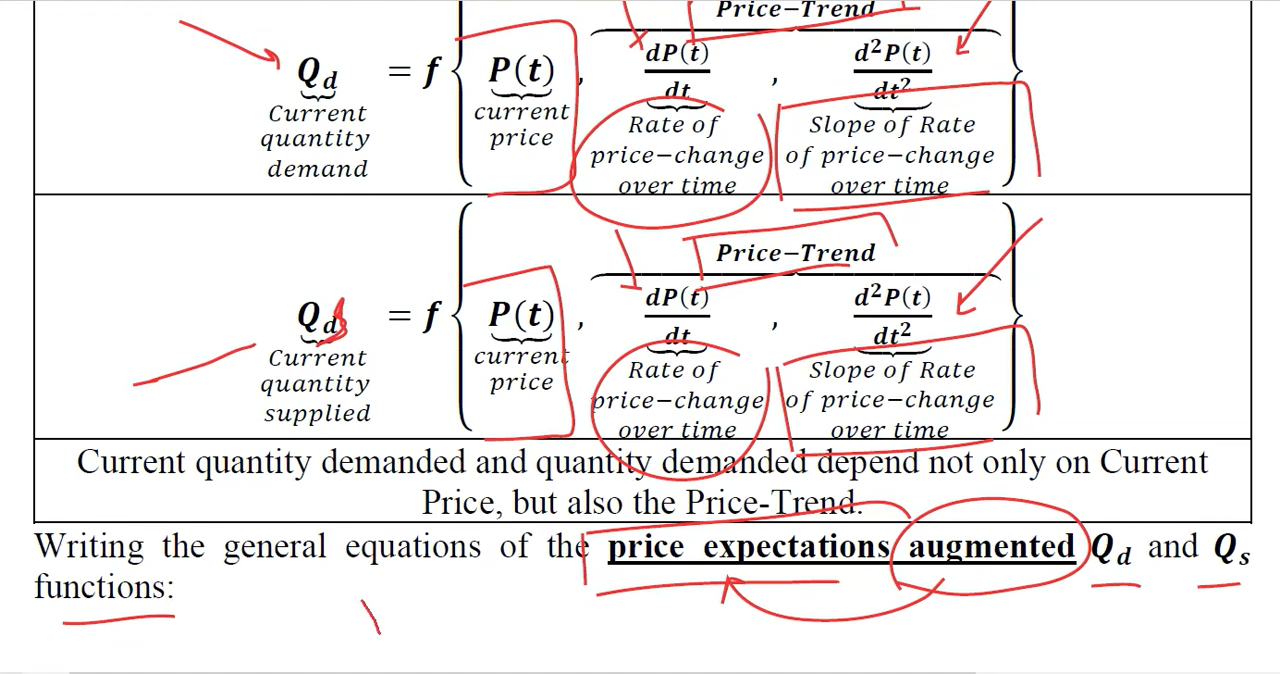 Price−Trend
Q_d = f { P(t) , dP(t)/dt , d²P(t)/dt² }
Current quantity demand
current price
Rate of price−change over time
Slope of Rate of price−change over time
Price−Trend
Q_s = f { P(t) , dP(t)/dt , d²P(t)/dt² }
Current quantity supplied
current price
Rate of price−change over time
Slope of Rate of price−change over time
Current quantity demanded and quantity demanded depend not only on Current
Price, but also the Price-Trend.
Writing the general equations of the price expectations augmented Q_d and Q_s
functions: